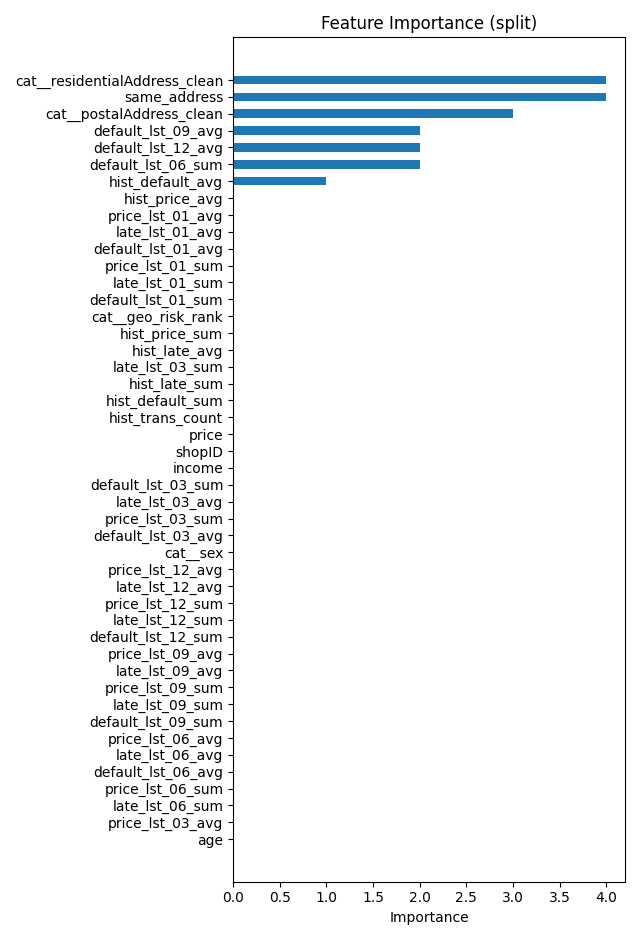 Feature Importance (split)
cat__residentialAddress_clean
same_address
cat__postalAddress_clean
default_lst_09_avg
default_lst_12_avg
default_lst_06_sum
hist_default_avg
hist_price_avg
price_lst_01_avg
late_lst_01_avg
default_lst_01_avg
price_lst_01_sum
late_lst_01_sum
default_lst_01_sum
cat__geo_risk_rank
hist_price_sum
hist_late_avg
late_lst_03_sum
hist_late_sum
hist_default_sum
hist_trans_count
price
shopID
income
default_lst_03_sum
late_lst_03_avg
price_lst_03_sum
default_lst_03_avg
cat__sex
price_lst_12_avg
late_lst_12_avg
price_lst_12_sum
late_lst_12_sum
default_lst_12_sum
price_lst_09_avg
late_lst_09_avg
price_lst_09_sum
late_lst_09_sum
default_lst_09_sum
price_lst_06_avg
late_lst_06_avg
default_lst_06_avg
price_lst_06_sum
late_lst_06_sum
price_lst_03_avg
age
0.0 0.5 1.0 1.5 2.0 2.5 3.0 3.5 4.0
Importance